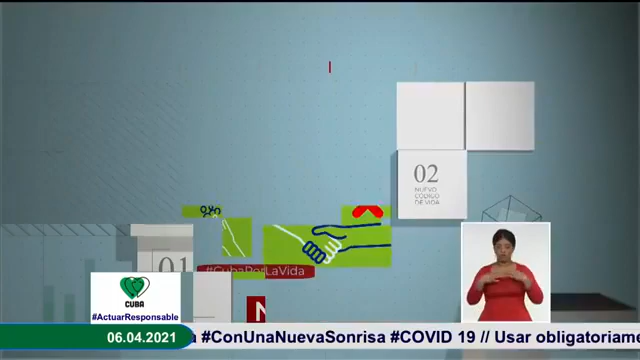 02
NUEVO
CÓDIGO
DE VIDA
01
#CubaPorLaVida
N
CUBA
#ActuarResponsable
06.04.2021
a #ConUnaNuevaSonrisa #COVID 19 // Usar obligatoriame